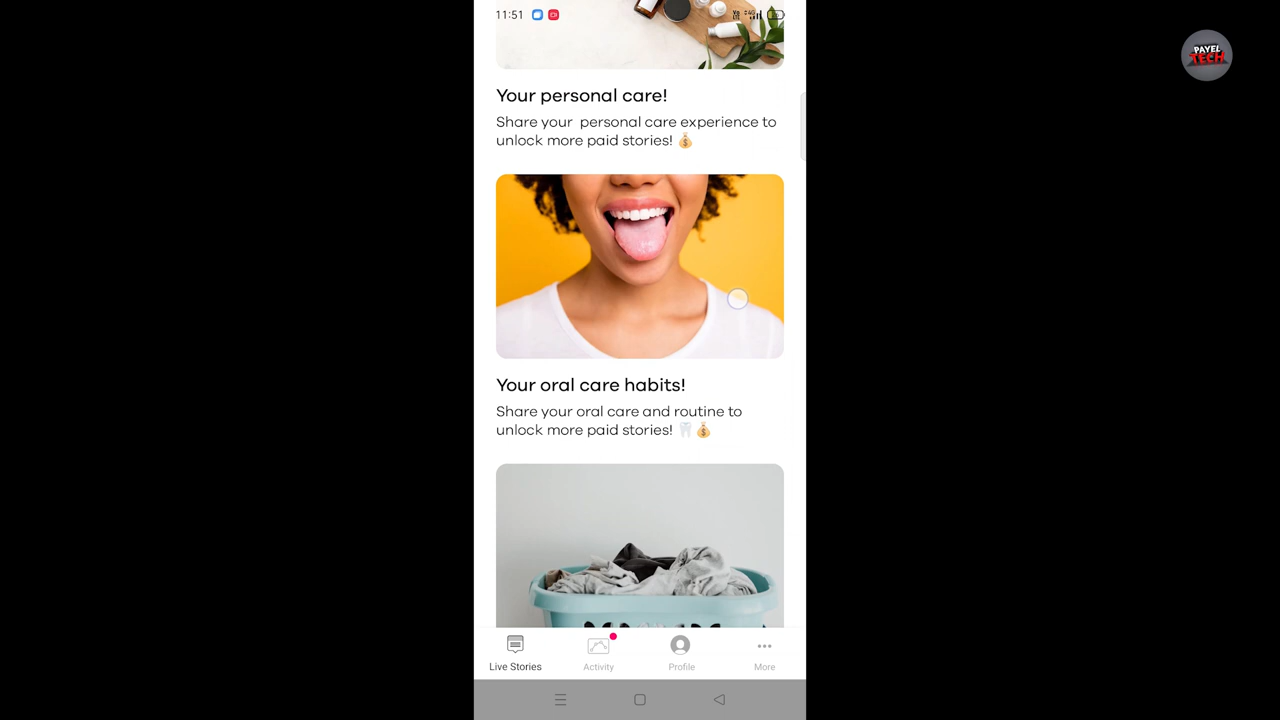 11:51
PAYEL
TECH
Your personal care!
Share your personal care experience to
unlock more paid stories! 💰
Your oral care habits!
Share your oral care and routine to
unlock more paid stories! 🦷💰
Live Stories
Activity
Profile
More